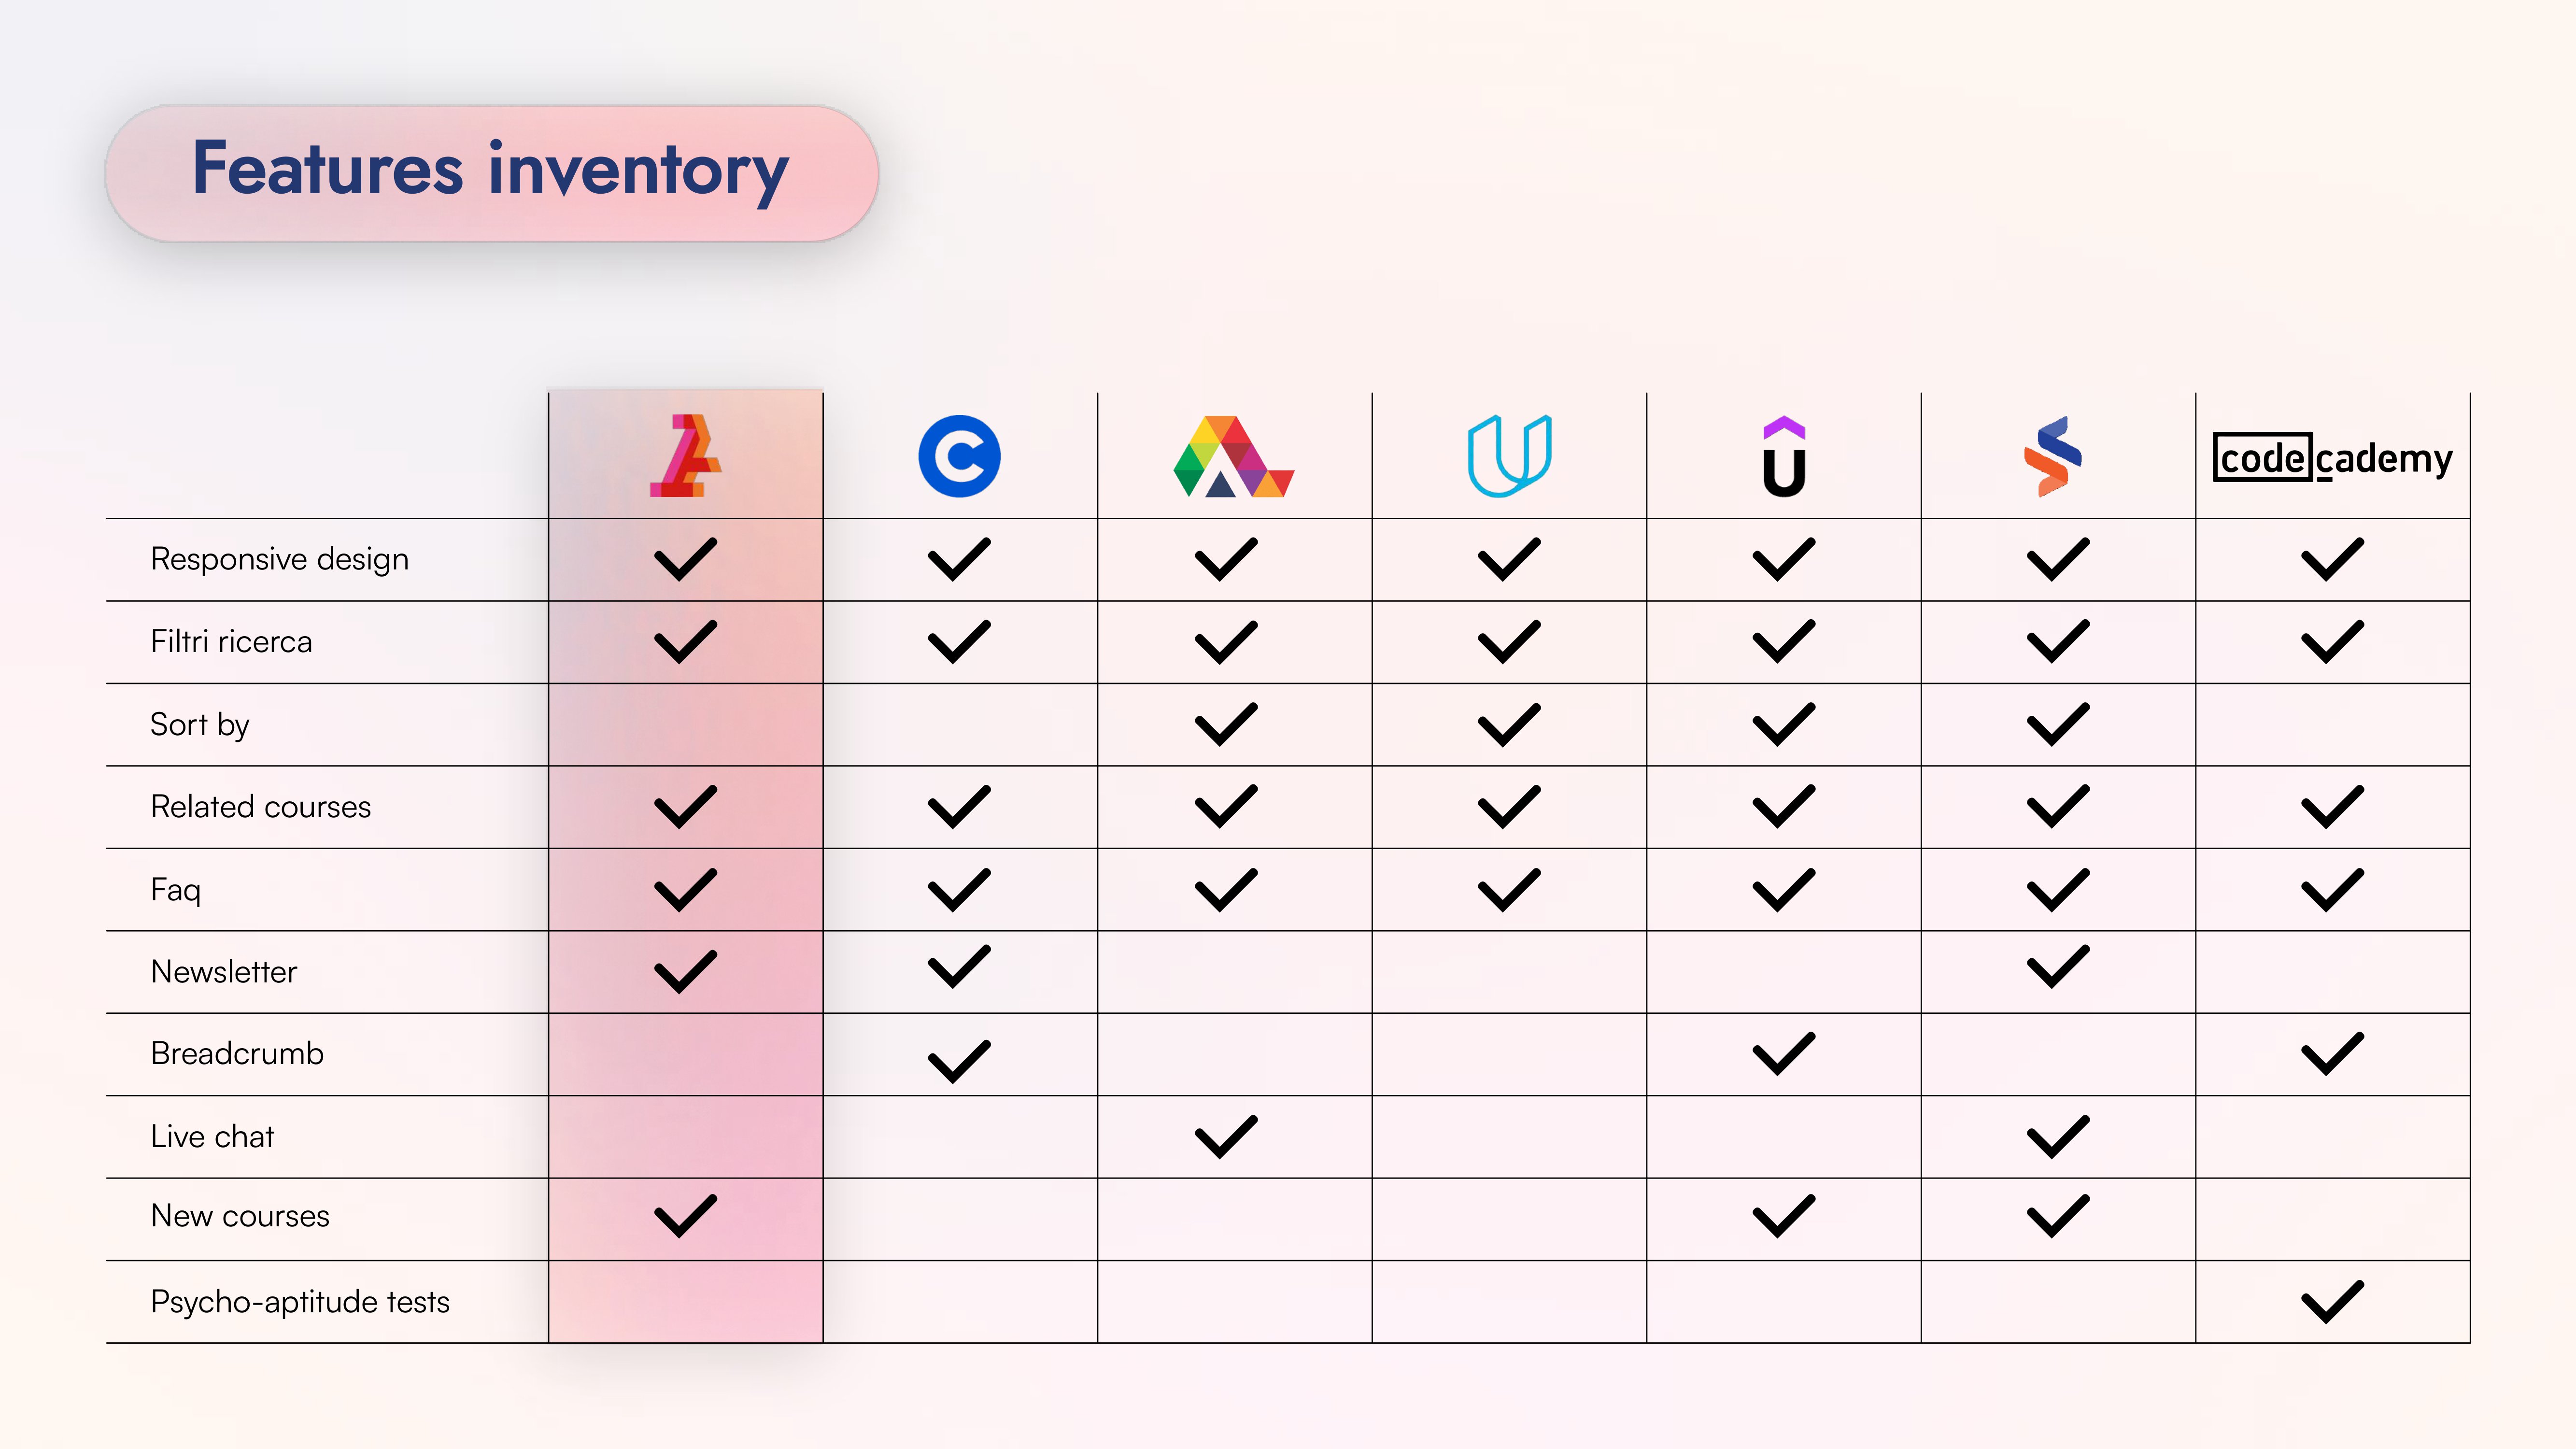 Features inventory
codecademy
Responsive design
Filtri ricerca
Sort by
Related courses
Faq
Newsletter
Breadcrumb
Live chat
New courses
Psycho-aptitude tests